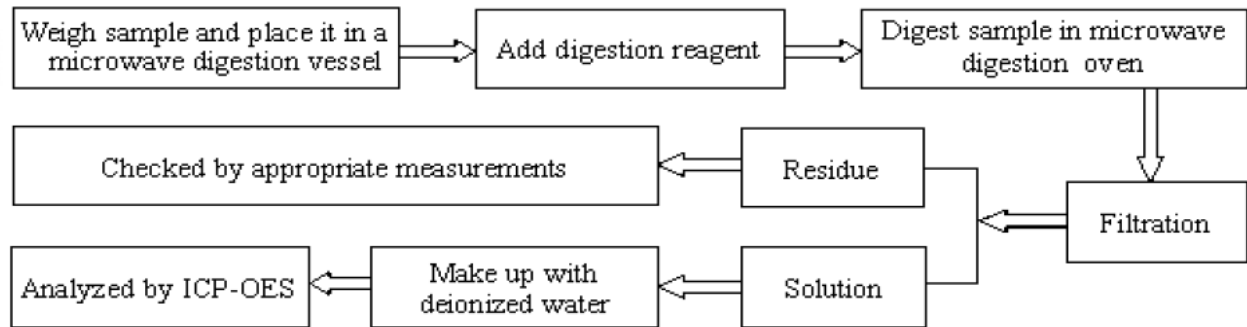 Weigh sample and place it in a
microwave digestion vessel
Add digestion reagent
Digest sample in microwave
digestion oven
Filtration
Residue
Checked by appropriate measurements
Solution
Make up with
deionized water
Analyzed by ICP-OES